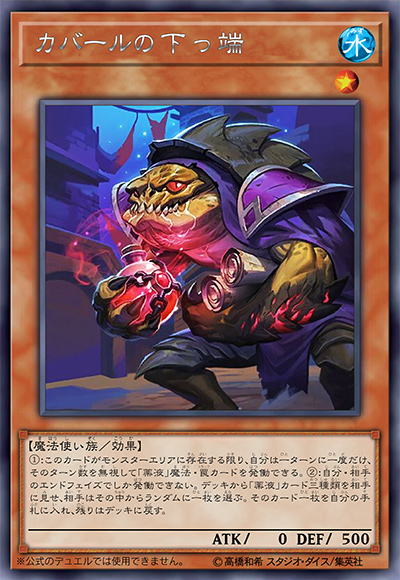 カバールの下っ端
水
【魔法使い族／効果】
①:このカードがモンスターエリアに存在する限り、自分は一ターンに一度だけ、
そのターン数を無視して「薬液」魔法・罠カードを発動できる。②:自分・相手
のエンドフェイズでしか発動できない。デッキから「薬液」カード三種類を相手
に見せ、相手はその中からランダムに一枚を選ぶ。そのカード一枚を自分の手
札に入れ、残りはデッキに戻す。
ATK/ 0 DEF/ 500
※公式のデュエルでは使用できません。 ©高橋和希 スタジオ・ダイス/集英社